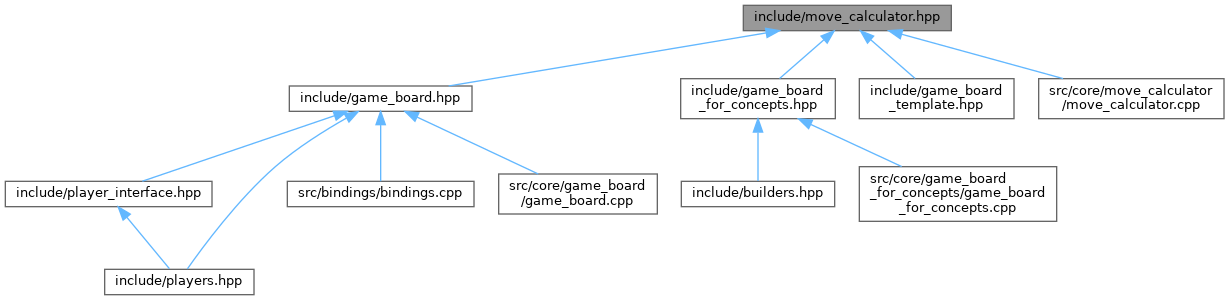 include/move_calculator.hpp
include/game_board.hpp
include/game_board
_for_concepts.hpp
include/game_board
_template.hpp
src/core/move_calculator
/move_calculator.cpp
include/player_interface.hpp
src/bindings/bindings.cpp
src/core/game_board
/game_board.cpp
include/builders.hpp
src/core/game_board
_for_concepts/game_board
_for_concepts.cpp
include/players.hpp